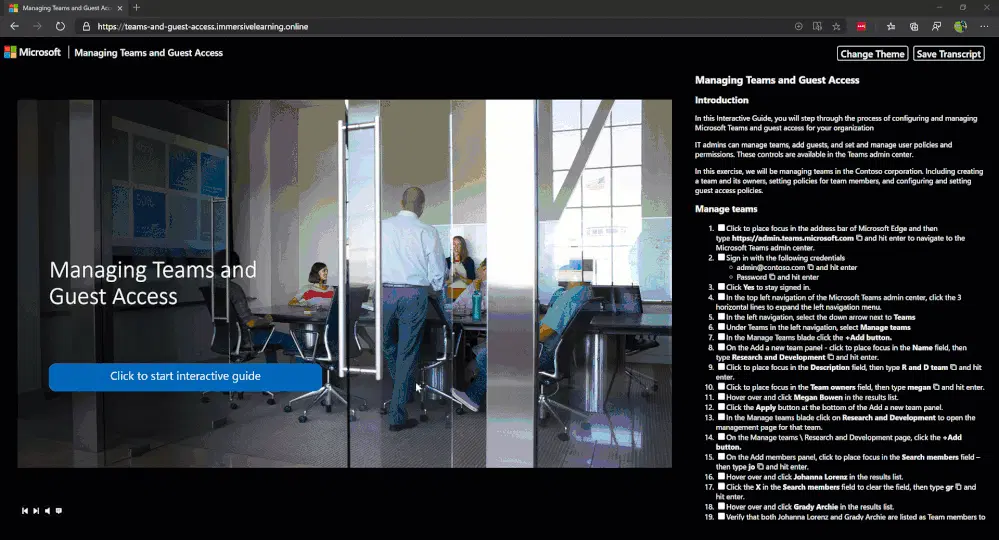 Managing Teams and Guest Acc
https://teams-and-guest-access.immersivelearning.online
Microsoft
Managing Teams and Guest Access
Change Theme
Save Transcript
Managing Teams and
Guest Access
Click to start interactive guide
Managing Teams and Guest Access
Introduction
In this Interactive Guide, you will step through the process of configuring and managing
Microsoft Teams and guest access for your organization
IT admins can manage teams, add guests, and set and manage user policies and
permissions. These controls are available in the Teams admin center.
In this exercise, we will be managing teams in the Contoso corporation. Including creating
a team and its owners, setting policies for team members, and configuring and setting
guest access policies.
Manage teams
1. Click to place focus in the address bar of Microsoft Edge and then
type https://admin.teams.microsoft.com and hit enter to navigate to the
Microsoft Teams admin center.
2. Sign in with the following credentials
admin@contoso.com and hit enter
Password and hit enter
3. Click Yes to stay signed in.
4. In the top left navigation of the Microsoft Teams admin center, click the 3
horizontal lines to expand the left navigation menu.
5. In the left navigation, select the down arrow next to Teams
6. Under Teams in the left navigation, select Manage teams
7. In the Manage Teams blade click the +Add button.
8. On the Add a new team panel - click to place focus in the Name field, then
type Research and Development and hit enter.
9. Click to place focus in the Description field, then type R and D team and hit
enter.
10. Click to place focus in the Team owners field, then type megan and hit enter.
11. Hover over and click Megan Bowen in the results list.
12. Click the Apply button at the bottom of the Add a new team panel.
13. In the Manage teams blade click on Research and Development to open the
management page for that team.
14. On the Manage teams \ Research and Development page, click the +Add
button.
15. On the Add members panel, click to place focus in the Search members field –
then type jo and hit enter.
16. Hover over and click Johanna Lorenz in the results list.
17. Click the X in the Search members field to clear the field, then type gr and
hit enter.
18. Hover over and click Grady Archie in the results list.
19. Verify that both Johanna Lorenz and Grady Archie are listed as Team members to